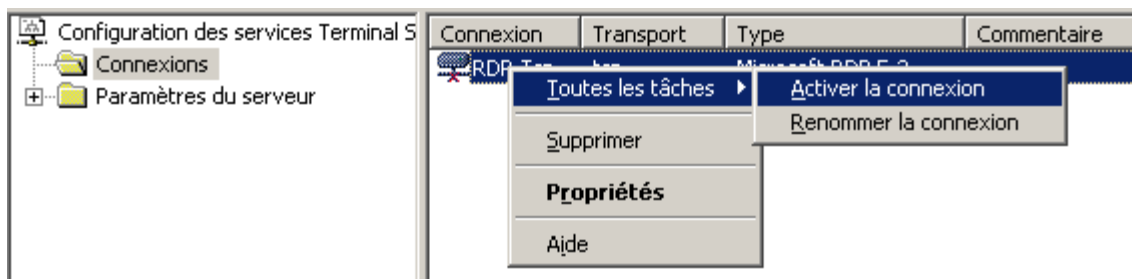 Configuration des services Terminal S
Connexions
Paramètres du serveur
Connexion Transport Type Commentaire
Toutes les tâches
Supprimer
Propriétés
Aide
Activer la connexion
Renommer la connexion